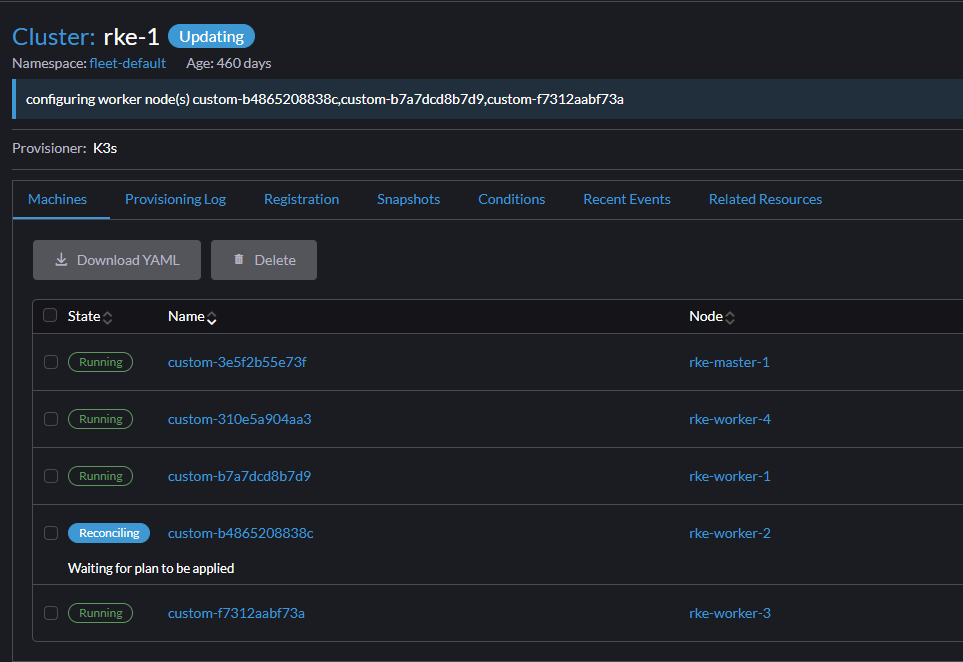 Cluster: rke-1 Updating
Namespace: fleet-default Age: 460 days
configuring worker node(s) custom-b4865208838c,custom-b7a7dcd8b7d9,custom-f7312aabf73a
Provisioner: K3s
Machines Provisioning Log Registration Snapshots Conditions Recent Events Related Resources
Download YAML Delete
State Name Node
Running custom-3e5f2b55e73f rke-master-1
Running custom-310e5a904aa3 rke-worker-4
Running custom-b7a7dcd8b7d9 rke-worker-1
Reconciling custom-b4865208838c rke-worker-2
Waiting for plan to be applied
Running custom-f7312aabf73a rke-worker-3